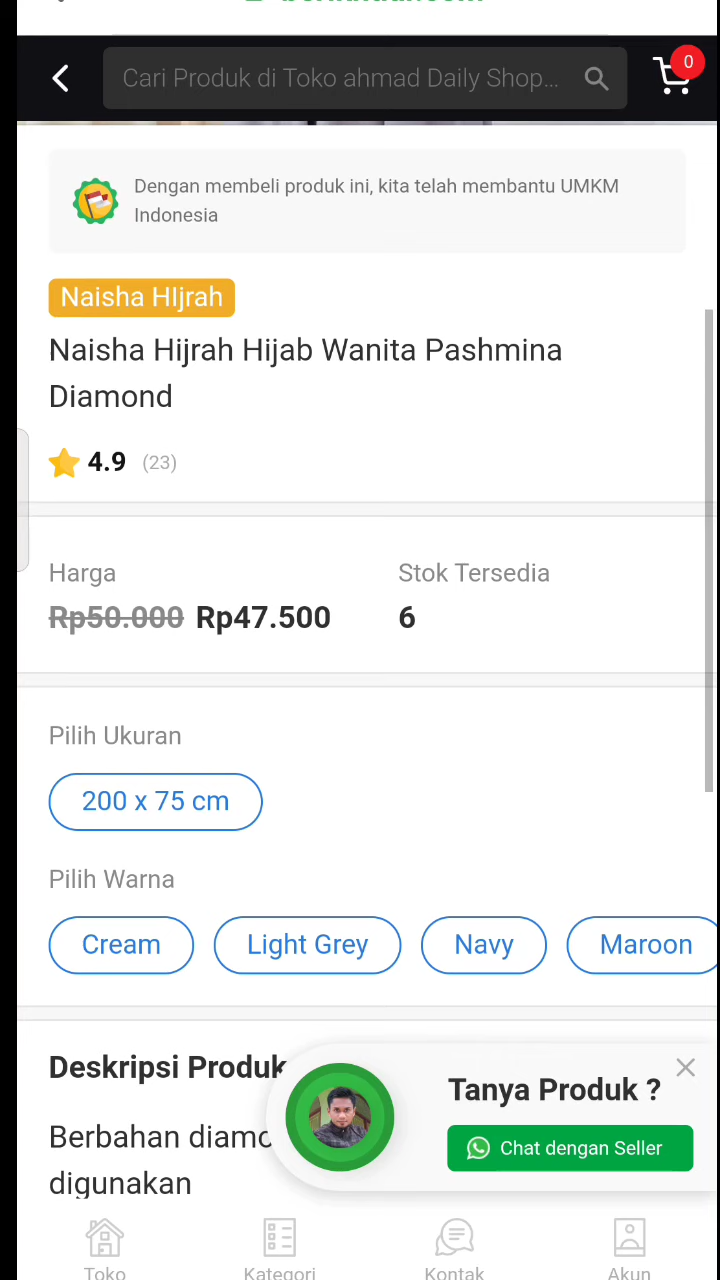 Cari Produk di Toko ahmad Daily Shop...
0
Dengan membeli produk ini, kita telah membantu UMKM
Indonesia
Naisha HIjrah
Naisha Hijrah Hijab Wanita Pashmina
Diamond
4.9 (23)
Harga
Stok Tersedia
Rp50.000 Rp47.500
6
Pilih Ukuran
200 x 75 cm
Pilih Warna
Cream Light Grey Navy Maroon
Deskripsi Produk
Tanya Produk ?
Berbahan
Chat dengan Seller
digunakan
Toko Kategori Kontak Akun